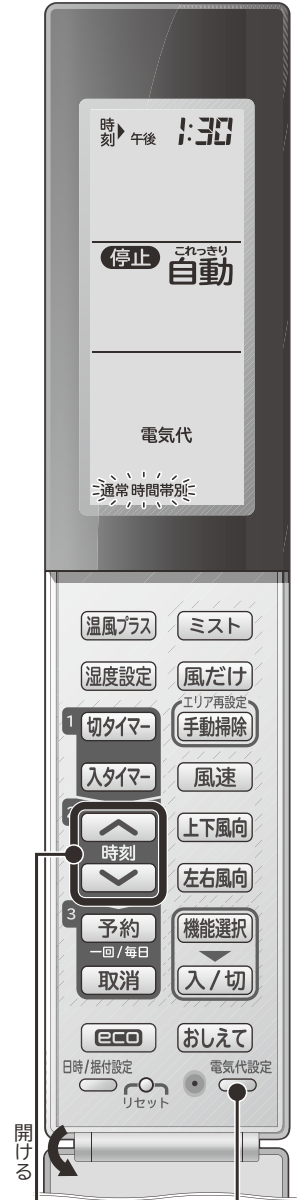 時刻 午後 1:30
停止 これっきり 自動
電気代
通常 時間帯別
温風プラス ミスト
湿度設定 風だけ
エリア再設定
1 切タイマー 手動掃除
入タイマー 風速
2
時刻
上下風向
左右風向
3 予約 機能選択
一回/毎日
取消 入/切
eco おしえて
日時/据付設定 電気代設定
リセット
開ける